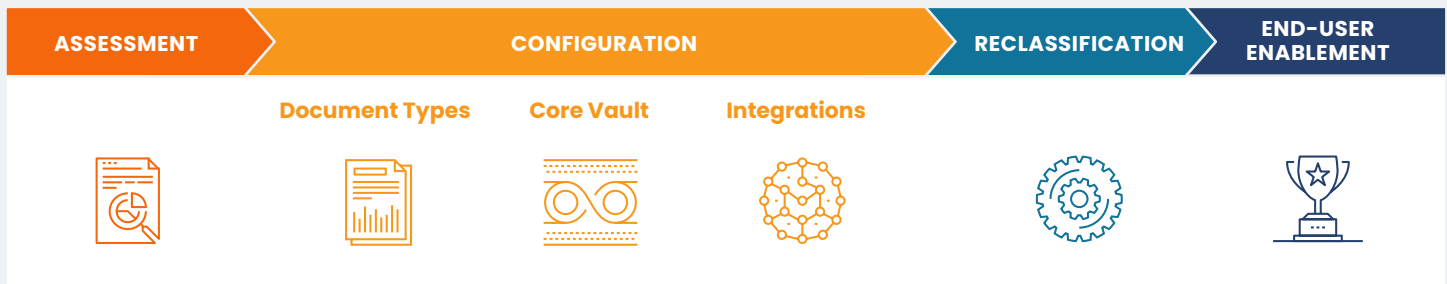 ASSESSMENT
CONFIGURATION
RECLASSIFICATION
END-USER
ENABLEMENT
Document Types
Core Vault
Integrations